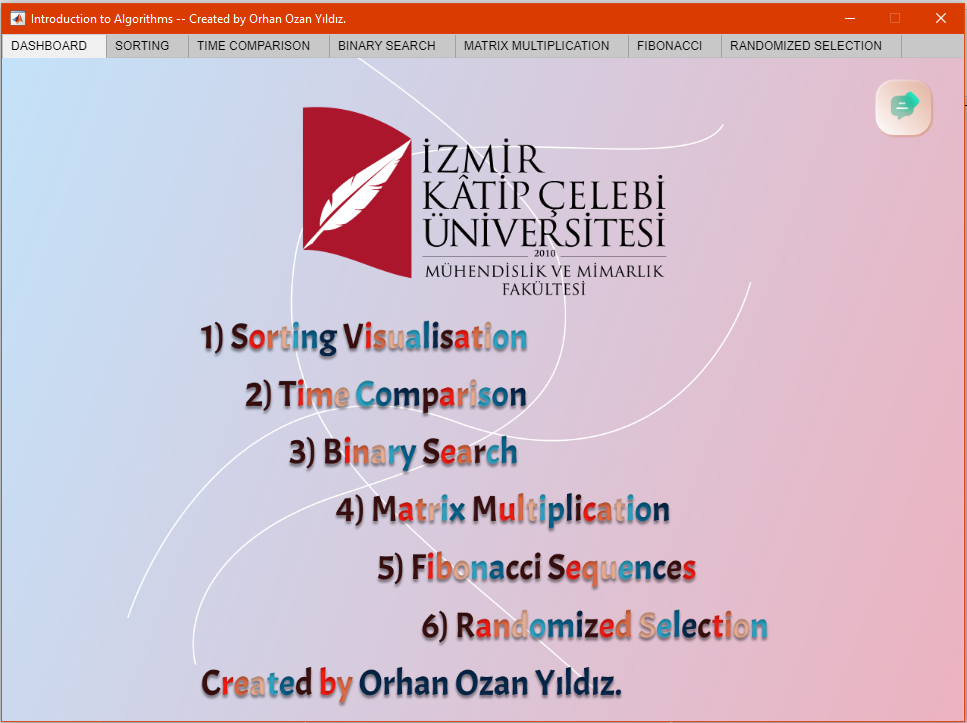 Introduction to Algorithms -- Created by Orhan Ozan Yıldız.
DASHBOARD SORTING TIME COMPARISON BINARY SEARCH MATRIX MULTIPLICATION FIBONACCI RANDOMIZED SELECTION
İZMİR
KÂTİP ÇELEBİ
ÜNİVERSİTESİ
2010
MÜHENDİSLİK VE MİMARLIK
FAKÜLTESİ
1) Sorting Visualisation
2) Time Comparison
3) Binary Search
4) Matrix Multiplication
5) Fibonacci Sequences
6) Randomized Selection
Created by Orhan Ozan Yıldız.